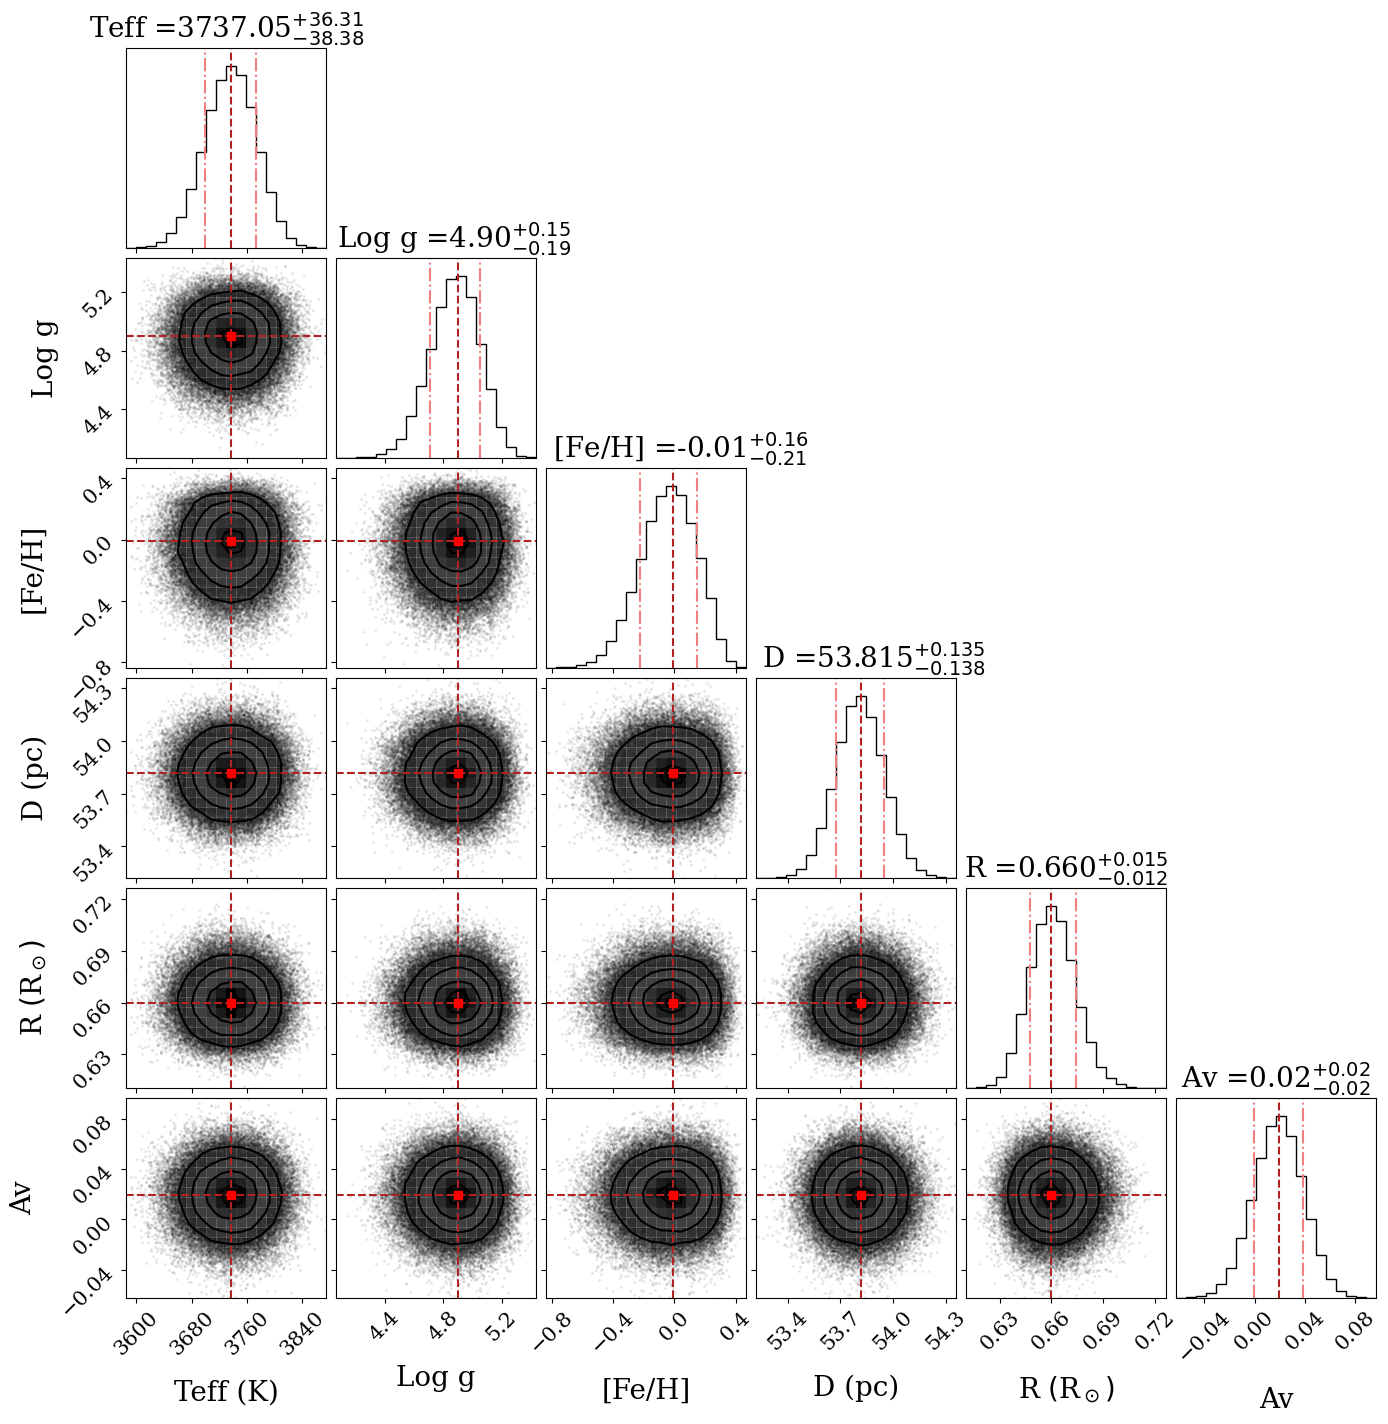 Teff =3737.05+36.31−38.38
Log g =4.90+0.15−0.19
5.2
4.8
4.4
Log g
[Fe/H] =-0.01+0.16−0.21
0.4
0.0
−0.4
−0.8
[Fe/H]
D =53.815+0.135−0.138
54.3
54.0
53.7
53.4
D (pc)
R =0.660+0.015−0.012
0.72
0.69
0.66
0.63
R (R⊙)
Av =0.02+0.02−0.02
0.08
0.04
0.00
−0.04
Av
3600 3680 3760 3840 4.4 4.8 5.2 −0.8 −0.4 0.0 0.4 53.4 53.7 54.0 54.3 0.63 0.66 0.69 0.72 −0.04 0.00 0.04 0.08
Teff (K) Log g [Fe/H] D (pc) R (R⊙) Av